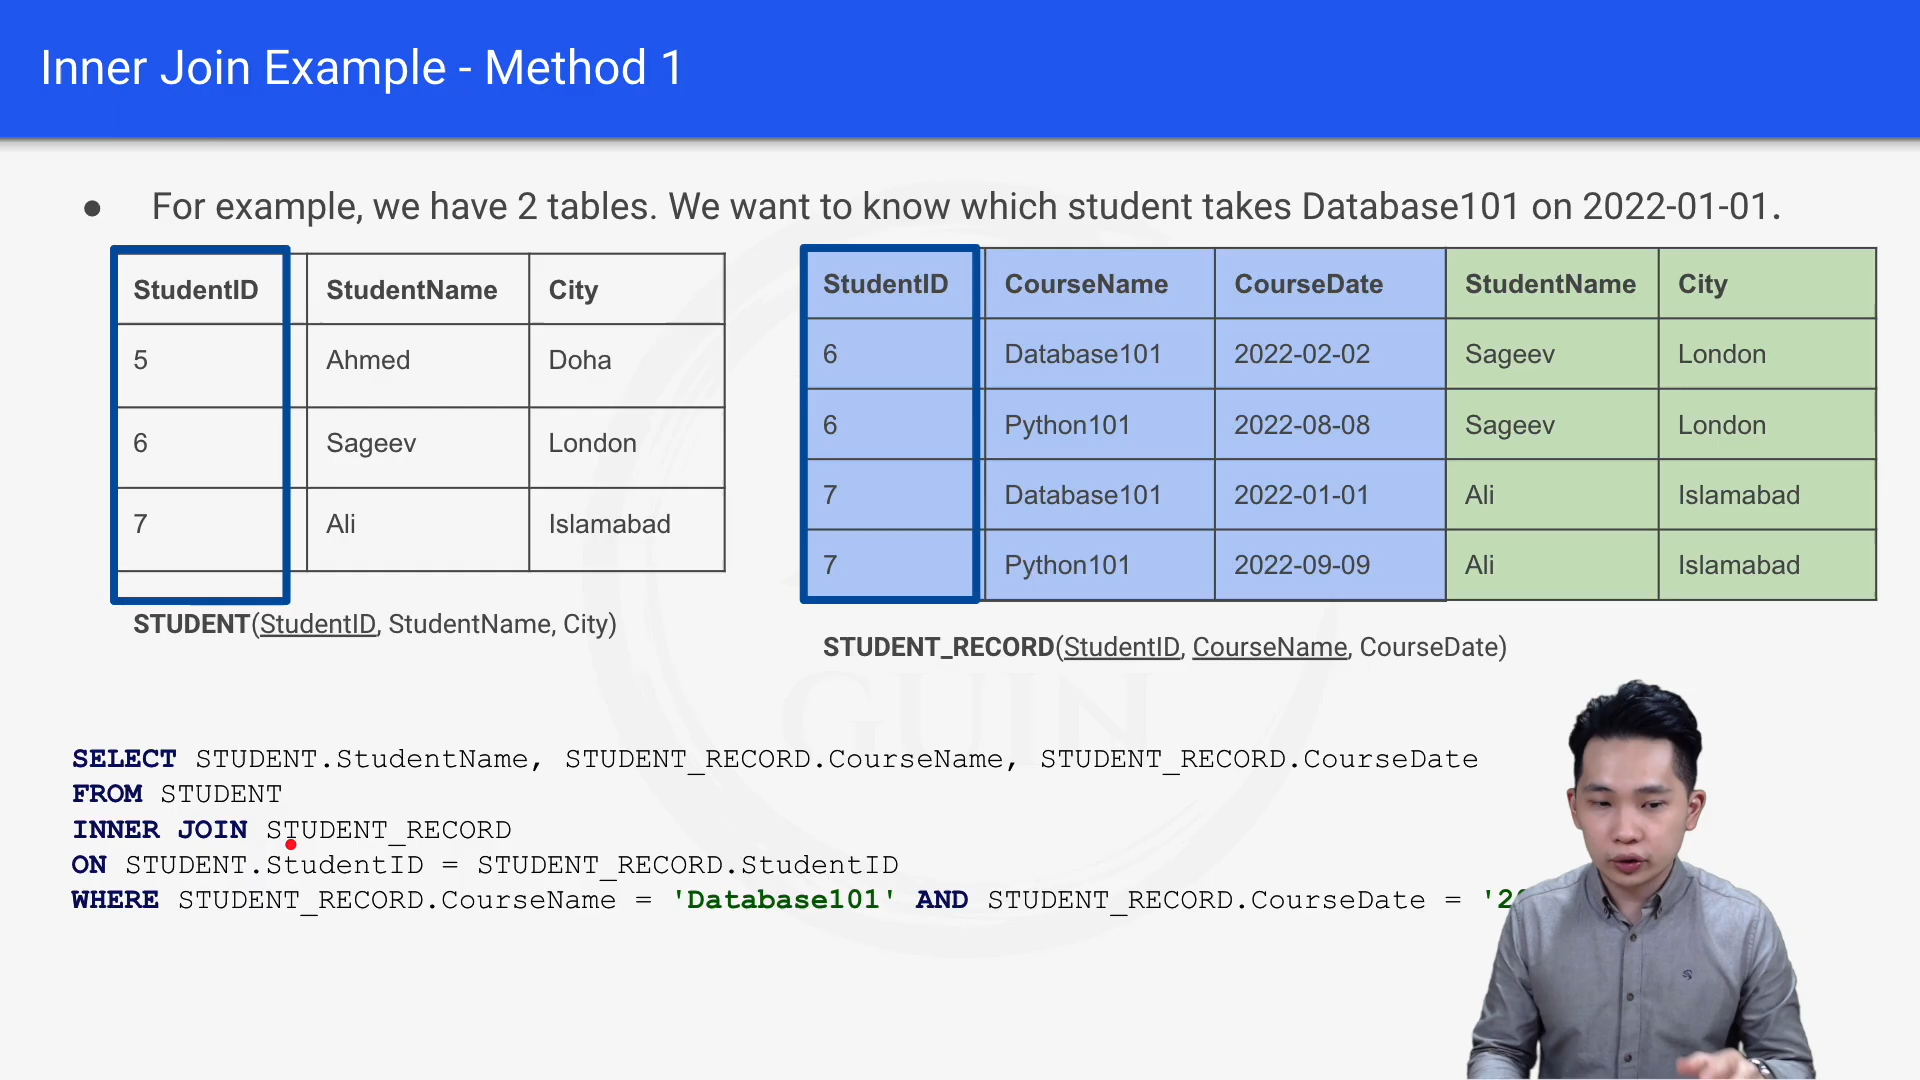 Inner Join Example - Method 1
● For example, we have 2 tables. We want to know which student takes Database101 on 2022-01-01.
StudentID StudentName City
5 Ahmed Doha
6 Sageev London
7 Ali Islamabad
STUDENT(StudentID, StudentName, City)
StudentID CourseName CourseDate StudentName City
6 Database101 2022-02-02 Sageev London
6 Python101 2022-08-08 Sageev London
7 Database101 2022-01-01 Ali Islamabad
7 Python101 2022-09-09 Ali Islamabad
STUDENT_RECORD(StudentID, CourseName, CourseDate)
GUIN
SELECT STUDENT.StudentName, STUDENT_RECORD.CourseName, STUDENT_RECORD.CourseDate
FROM STUDENT
INNER JOIN STUDENT_RECORD
ON STUDENT.StudentID = STUDENT_RECORD.StudentID
WHERE STUDENT_RECORD.CourseName = 'Database101' AND STUDENT_RECORD.CourseDate =